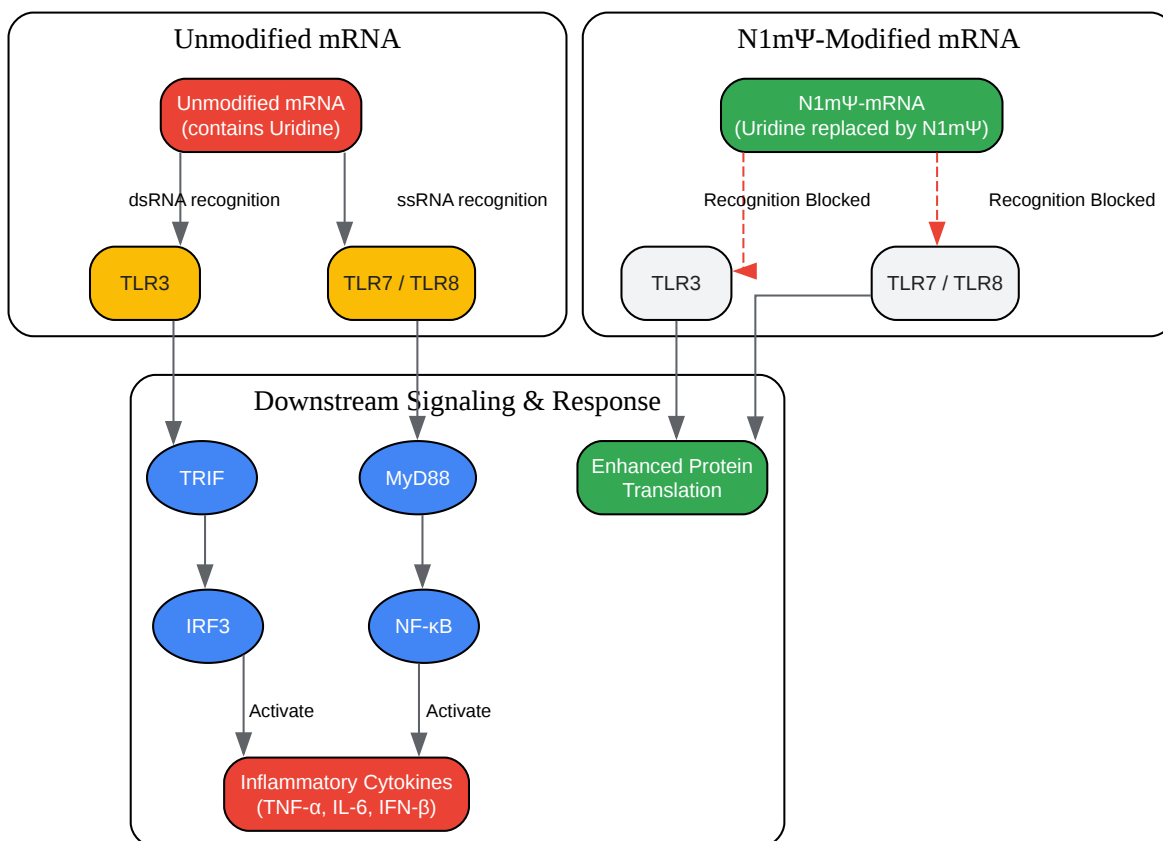 Unmodified mRNA
N1mΨ-Modified mRNA
Unmodified mRNA
(contains Uridine)
N1mΨ-mRNA
(Uridine replaced by N1mΨ)
dsRNA recognition
ssRNA recognition
Recognition Blocked
Recognition Blocked
TLR3
TLR7 / TLR8
TLR3
TLR7 / TLR8
Downstream Signaling & Response
TRIF
MyD88
Enhanced Protein
Translation
IRF3
NF-κB
Activate
Activate
Inflammatory Cytokines
(TNF-α, IL-6, IFN-β)